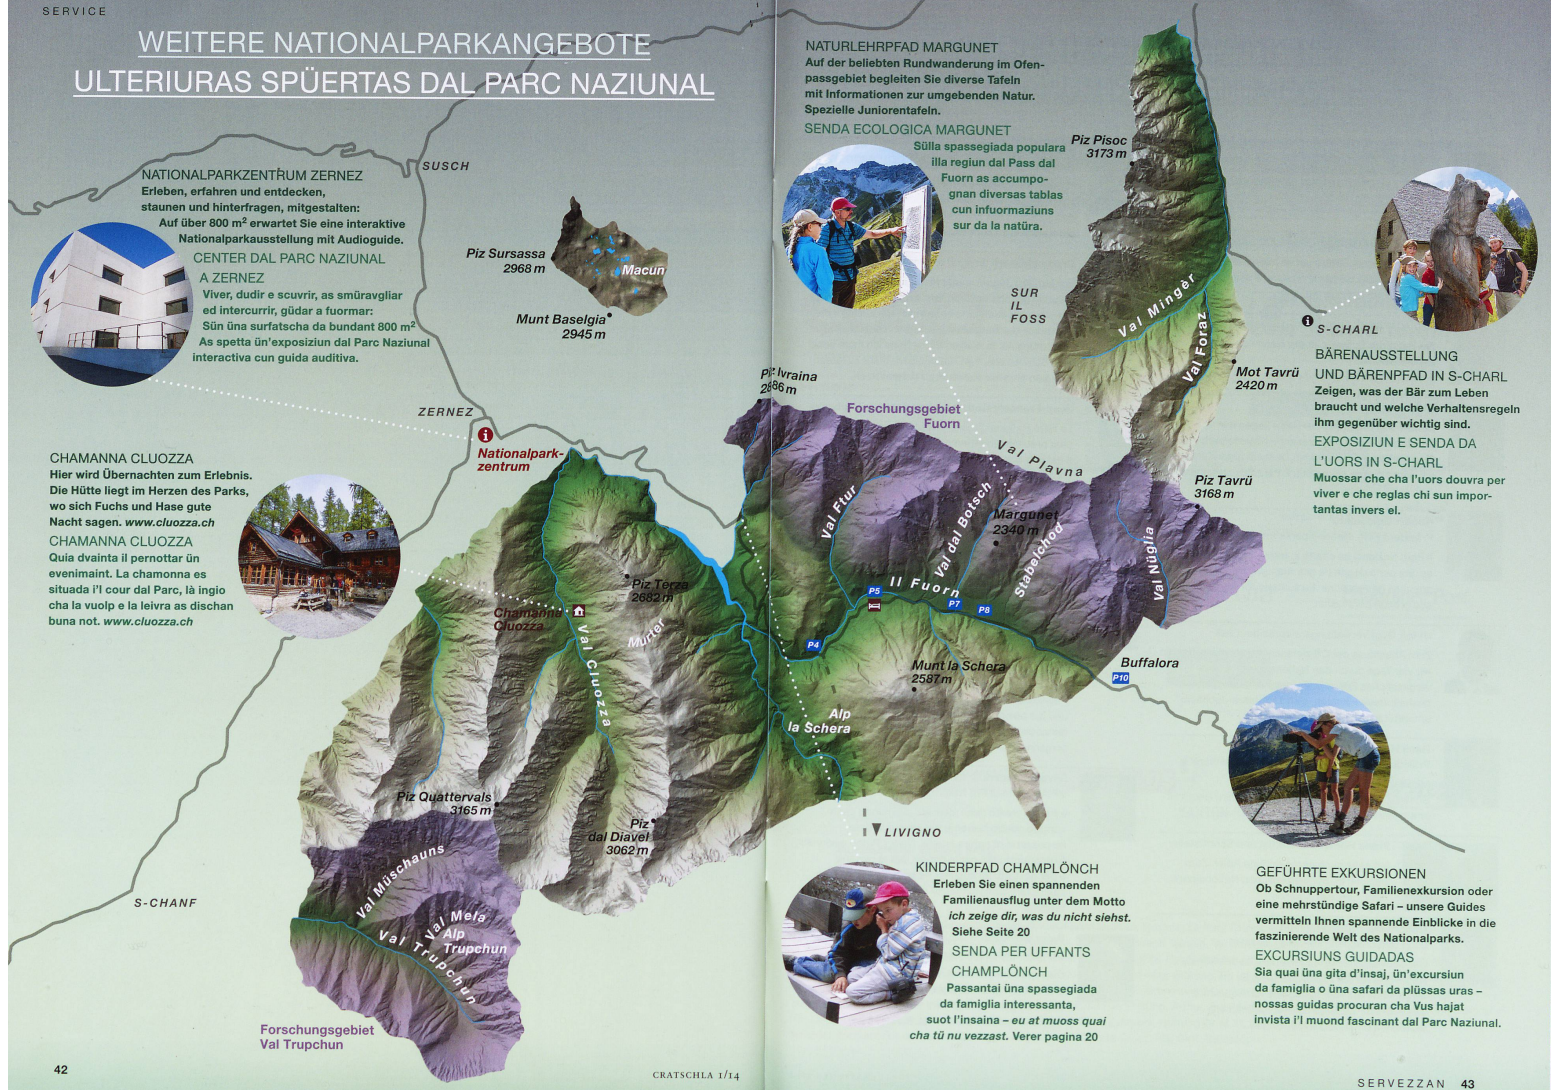 SERVICE
WEITERE NATIONALPARKANGEBOTE
ULTERIURAS SPÜERTAS DAL PARC NAZIUNAL
NATIONALPARKZENTRUM ZERNEZ
Erleben, erfahren und entdecken,
staunen und hinterfragen, mitgestalten:
Auf über 800 m² erwartet Sie eine interaktive
Nationalparkausstellung mit Audioguide.
CENTER DAL PARC NAZIUNAL
A ZERNEZ
Viver, dudir e scuvrir, as smüravgliar
ed intercurrir, güdar a fuormar:
Sün üna surfatscha da bundant 800 m²
As spetta ün'exposiziun dal Parc Naziunal
interactiva cun guida auditiva.
CHAMANNA CLUOZZA
Hier wird Übernachten zum Erlebnis.
Die Hütte liegt im Herzen des Parks,
wo sich Fuchs und Hase gute
Nacht sagen. www.cluozza.ch
CHAMANNA CLUOZZA
Quia dvainta il pernottar ün
evenimaint. La chamonna es
situada i'l cour dal Parc, là ingio
cha la vuolp e la leivra as dischan
buna not. www.cluozza.ch
SUSCH
Piz Sursassa
2968 m
Macun
Munt Baselgia
2945 m
ZERNEZ
Nationalpark-
zentrum
Piz Ivraina
2886 m
Piz Terza
2682 m
Chamanna
Cluozza
Murter
Val Cluozza
Piz Quattervals
3165 m
Piz
dal Diavel
3062 m
Val Müschauns
Val Mela
Alp
Trupchun
Val Trupchun
S-CHANF
Forschungsgebiet
Val Trupchun
42
CRATSCHLA 1/14
NATURLEHRPFAD MARGUNET
Auf der beliebten Rundwanderung im Ofen-
passgebiet begleiten Sie diverse Tafeln
mit Informationen zur umgebenden Natur.
Spezielle Juniorentafeln.
SENDA ECOLOGICA MARGUNET
Süla spassegiada populara
illa regiun dal Pass dal
Fuorn as accumpo-
gnan diversas tablas
cun infuormaziuns
sur da la natüra.
Piz Pisoc
3173 m
SUR
IL
FOSS
Val Mingèr
Val Foraz
Mot Tavrü
2420 m
S-CHARL
BÄRENAUSSTELLUNG
UND BÄRENPFAD IN S-CHARL
Zeigen, was der Bär zum Leben
braucht und welche Verhaltensregeln
ihm gegenüber wichtig sind.
EXPOSIZIUN E SENDA DA
L'UORS IN S-CHARL
Muossar che cha l'uors douvra per
viver e che reglas chi sun impor-
tantas invers el.
Forschungsgebiet
Fuorn
Val Plavna
Piz Tavrü
3168 m
Val Ftur
Val dal Botsch
Margunet
2340 m
Stabelchod
Val Nüglia
Il Fuorn
P5
P7
P8
P4
Munt la Schera
2587 m
Buffalora
P10
Alp
la Schera
LIVIGNO
KINDERPFAD CHAMPLÖNCH
Erleben Sie einen spannenden
Familienausflug unter dem Motto
ich zeige dir, was du nicht siehst.
Siehe Seite 20
SENDA PER UFFANTS
CHAMPLÖNCH
Passantai üna spassegiada
da famiglia interessanta,
suot l'insaina – eu at muoss quai
cha tü nu vezzast. Verer pagina 20
GEFÜHRTE EXKURSIONEN
Ob Schnuppertour, Familienexkursion oder
eine mehrstündige Safari – unsere Guides
vermitteln Ihnen spannende Einblicke in die
faszinierende Welt des Nationalparks.
EXCURSIUNS GUIDADAS
Sia quai üna gita d'insaj, ün'excursiun
da famiglia o üna safari da plüssas uras –
nossas guidas procuran cha Vus hajat
invista i'l muond fascinant dal Parc Naziunal.
SERVEZZAN 43